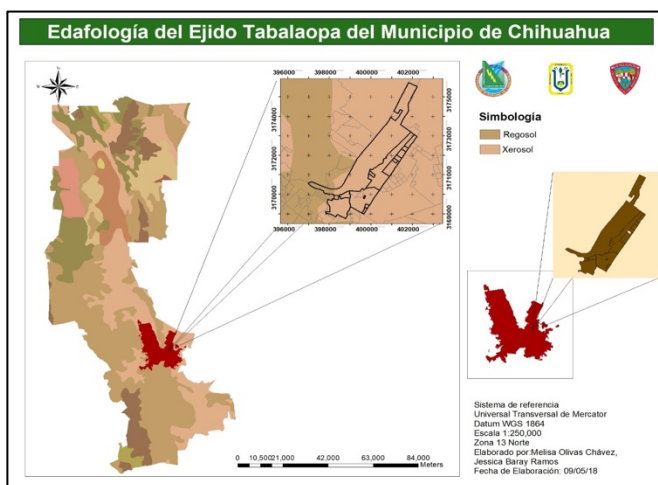 Edafología del Ejido Tabalaopa del Municipio de Chihuahua
396000 398000 400000 402000
3175000
3174000
3173000
3172000
3171000
3170000
3169000
396000 398000 400000 402000
Simbología
Regosol
Xerosol
0 10,500 21,000 42,000 63,000 84,000
Meters
Sistema de referencia
Universal Transversal de Mercator
Datum WGS 1864
Escala 1:250,000
Zona 13 Norte
Elaborado por:Melisa Olivas Chávez,
Jessica Baray Ramos
Fecha de Elaboración: 09/05/18